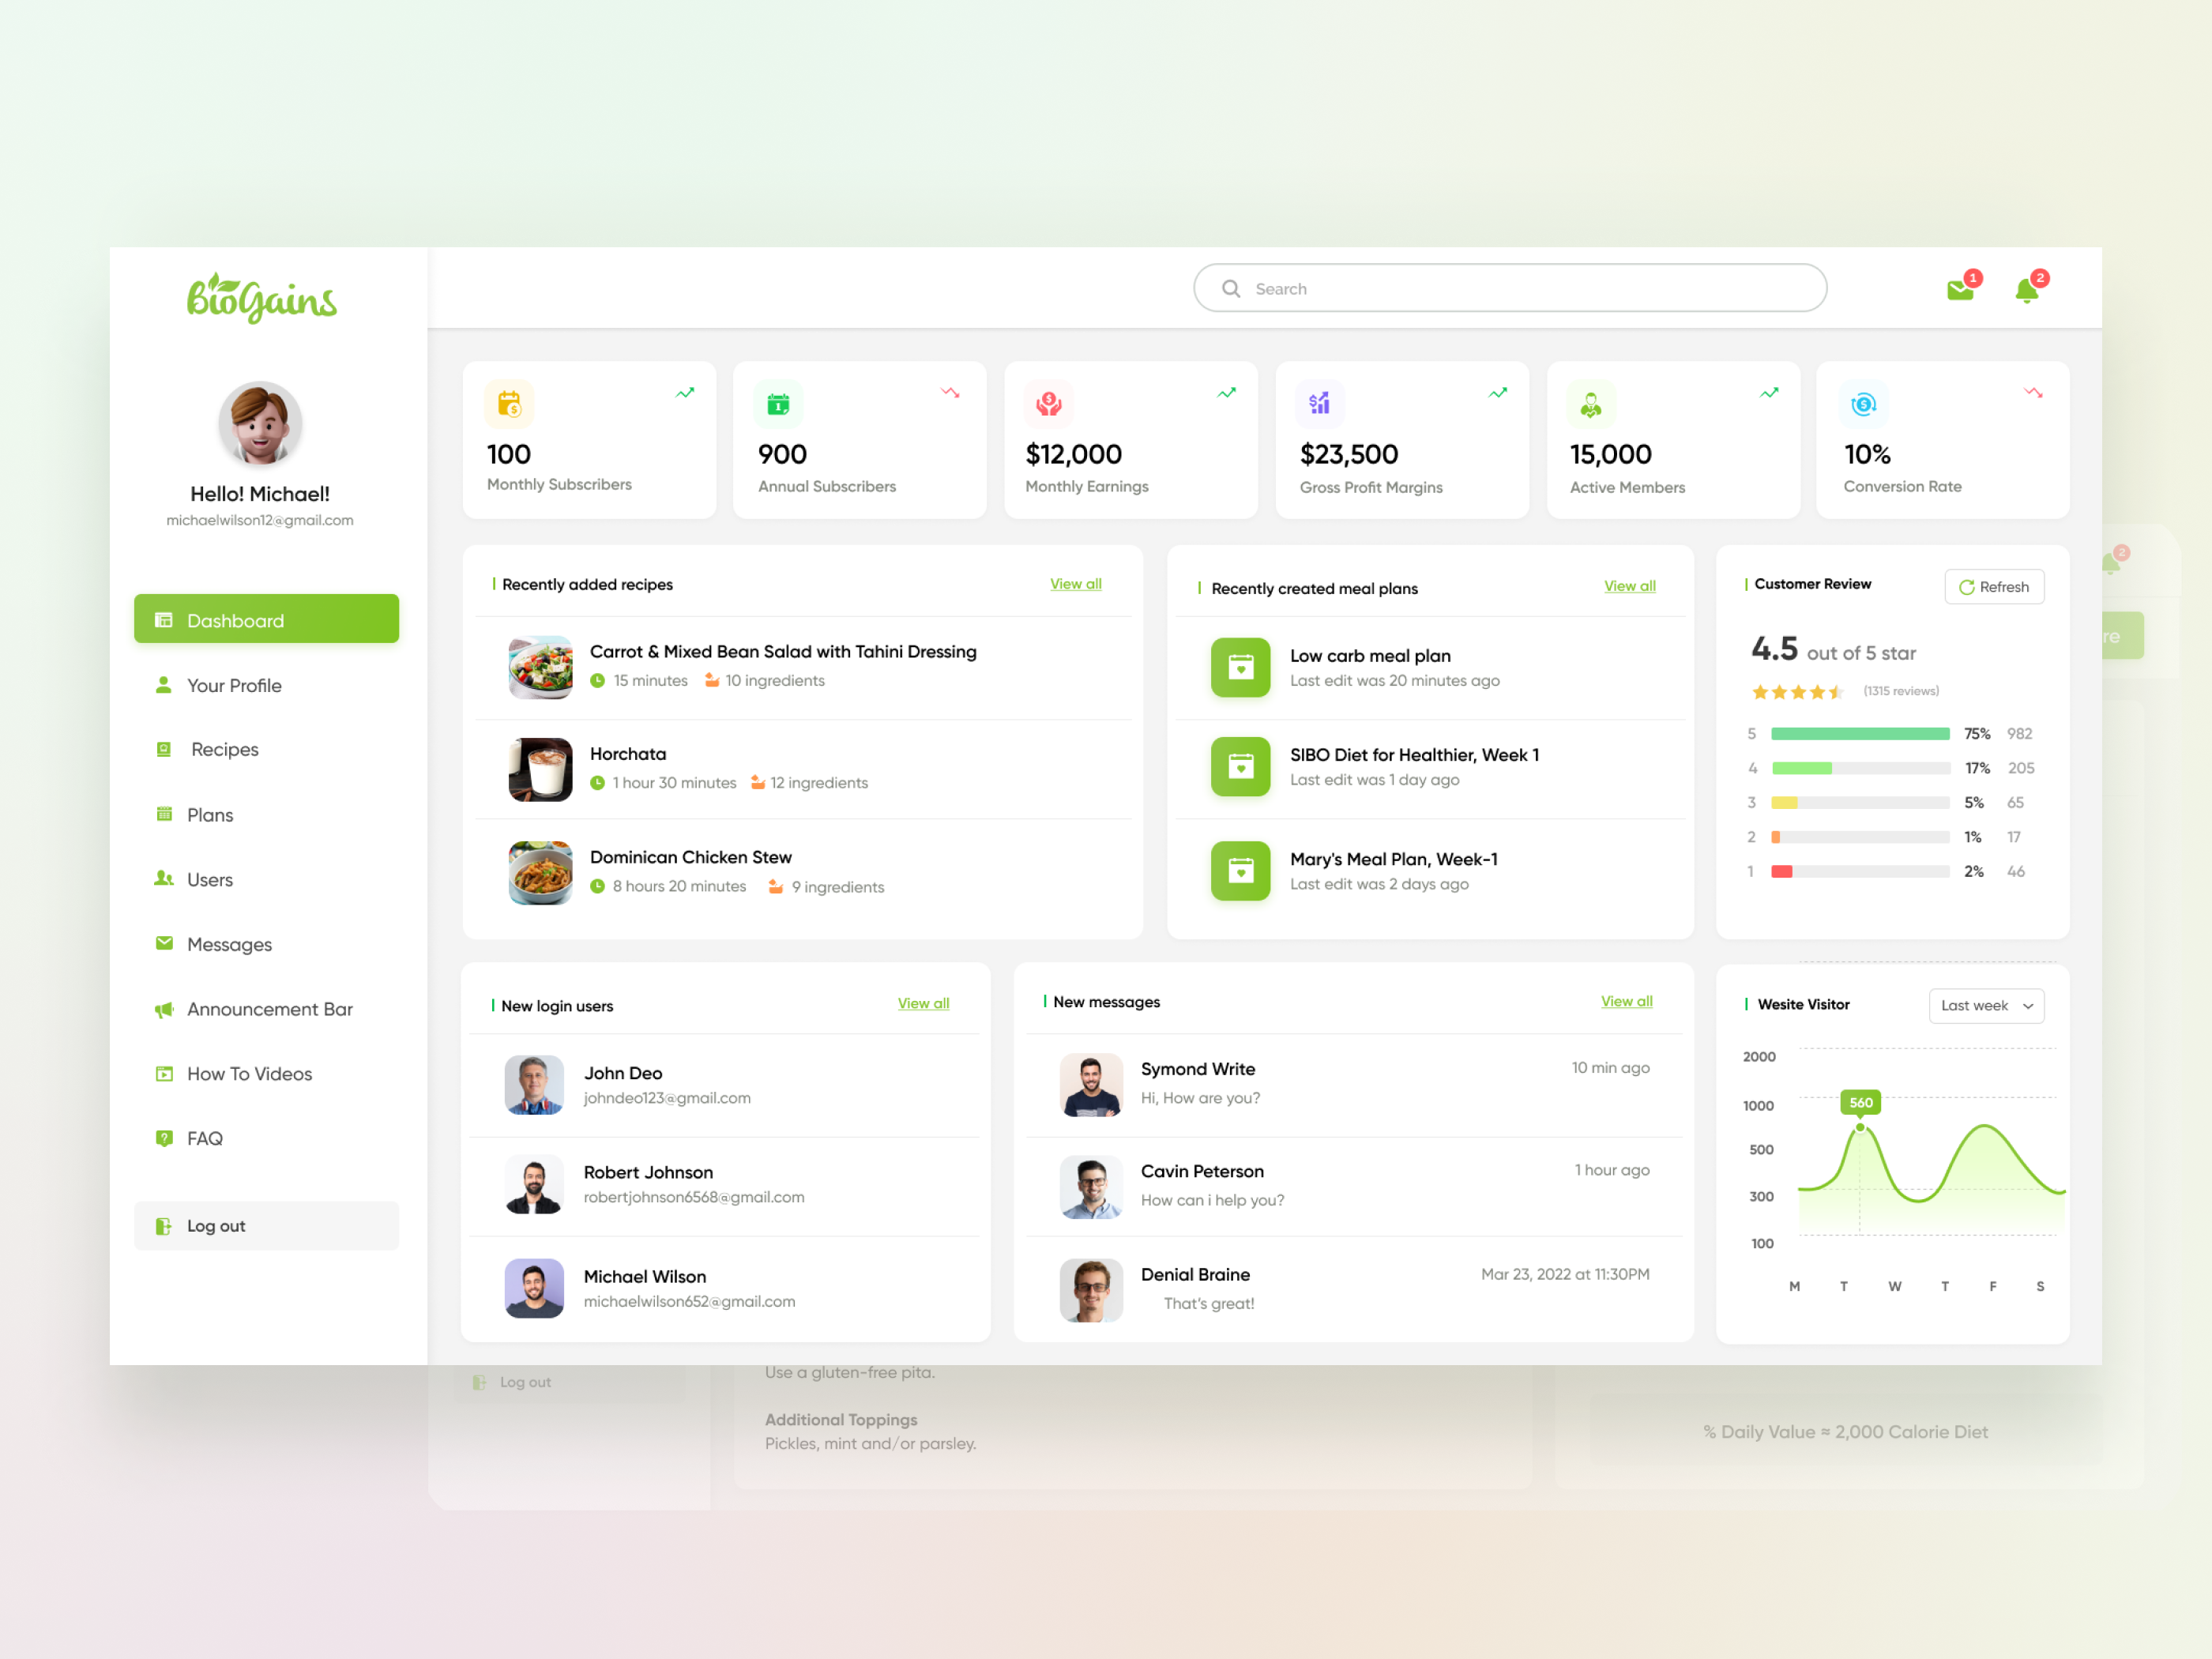 BioGains
Search
1
2
Hello! Michael!
michaelwilson12@gmail.com
Dashboard
Your Profile
Recipes
Plans
Users
Messages
Announcement Bar
How To Videos
FAQ
Log out
$
100
Monthly Subscribers
1
900
Annual Subscribers
$
$12,000
Monthly Earnings
$
$23,500
Gross Profit Margins
15,000
Active Members
$
10%
Conversion Rate
Recently added recipes
View all
Carrot & Mixed Bean Salad with Tahini Dressing
15 minutes 10 ingredients
Horchata
1 hour 30 minutes 12 ingredients
Dominican Chicken Stew
8 hours 20 minutes 9 ingredients
Recently created meal plans
View all
Low carb meal plan
Last edit was 20 minutes ago
SIBO Diet for Healthier, Week 1
Last edit was 1 day ago
Mary's Meal Plan, Week-1
Last edit was 2 days ago
Customer Review
Refresh
4.5 out of 5 star
(1315 reviews)
5 75% 982
4 17% 205
3 5% 65
2 1% 17
1 2% 46
New login users
View all
John Deo
johndeo123@gmail.com
Robert Johnson
robertjohnson6568@gmail.com
Michael Wilson
michaelwilson652@gmail.com
New messages
View all
Symond Write
10 min ago
Hi, How are you?
Cavin Peterson
1 hour ago
How can i help you?
Denial Braine
Mar 23, 2022 at 11:30PM
That's great!
Wesite Visitor
Last week
2000
1000
500
300
100
560
M T W T F S
2
re
Log out
Use a gluten-free pita.
Additional Toppings
Pickles, mint and/or parsley.
% Daily Value ≈ 2,000 Calorie Diet